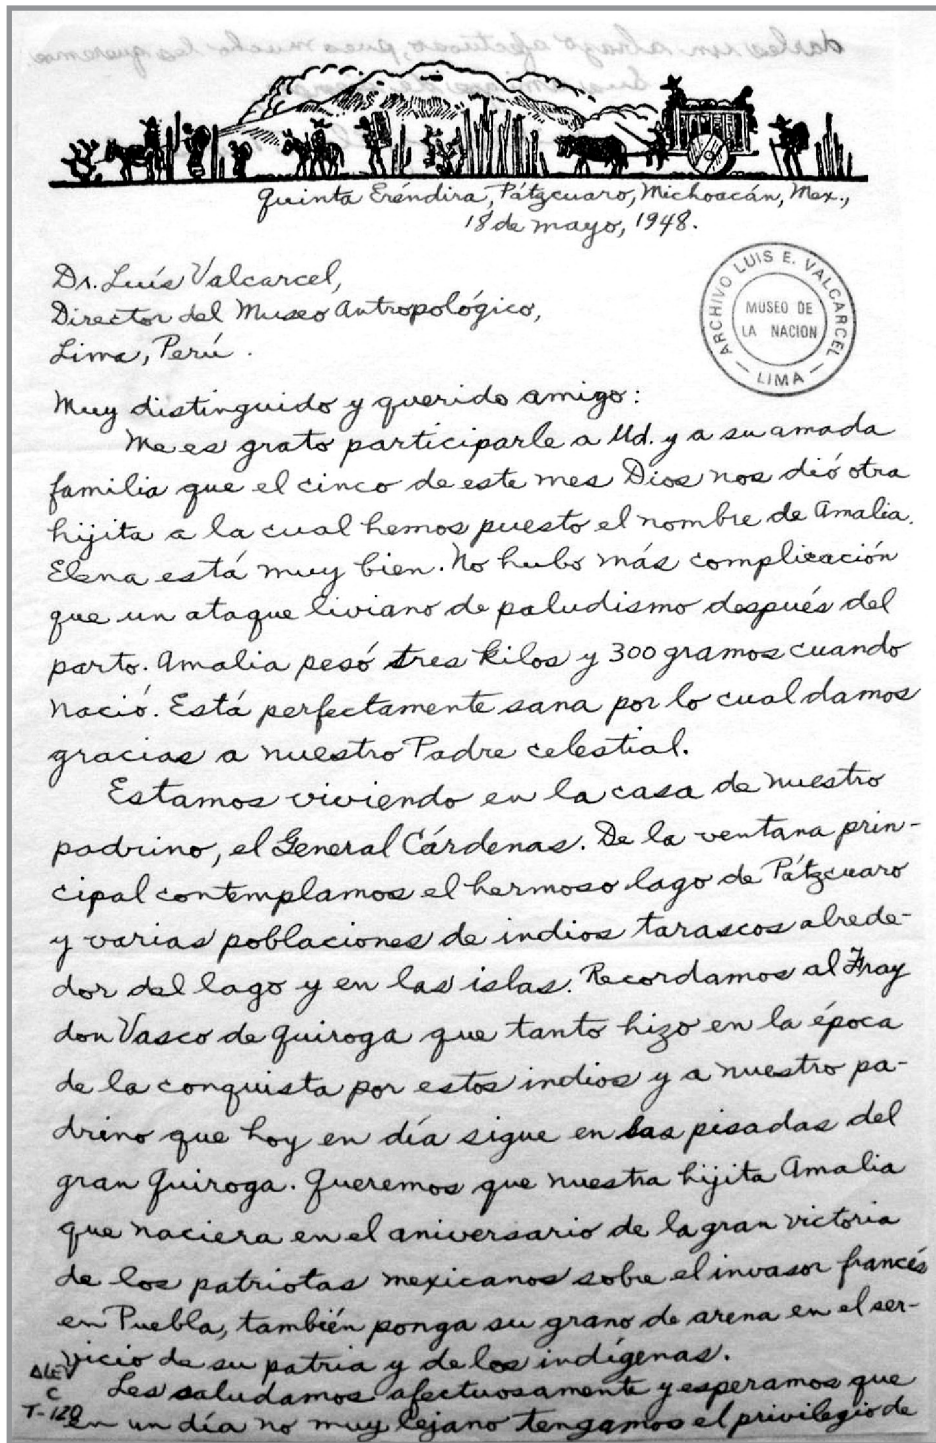 Quinta Eréndira, Pátzcuaro, Michoacán, Mex.,
18 de mayo, 1948.
Dr. Luís Valcarcel,
Director del Museo Antropológico,
Lima, Perú.
ARCHIVO LUIS E. VALCARCEL
MUSEO DE
LA NACION
— LIMA —
Muy distinguido y querido amigo:
Me es grato participarle a Ud. y a su amada
familia que el cinco de este mes Dios nos dió otra
hijita a la cual hemos puesto el nombre de Amalia.
Elena está muy bien. No hubo más complicación
que un ataque liviano de paludismo después del
parto. Amalia pesó tres kilos y 300 gramos cuando
nació. Está perfectamente sana por lo cual damos
gracias a nuestro Padre celestial.
Estamos viviendo en la casa de nuestro
padrino, el General Cárdenas. De la ventana prin-
cipal contemplamos el hermoso lago de Pátzcuaro
y varias poblaciones de indios tarascos alrede-
dor del lago y en las islas. Recordamos al Fray
don Vasco de Quiroga que tanto hizo en la época
de la conquista por estos indios y a nuestro pa-
drino que hoy en día sigue en las pisadas del
gran Quiroga. Queremos que nuestra hijita Amalia
que naciera en el aniversario de la gran victoria
de los patriotas mexicanos sobre el invasor francés
en Puebla, también ponga su grano de arena en el ser-
vicio de su patria y de los indígenas.
Les saludamos afectuosamente y esperamos que
en un día no muy lejano tengamos el privilegio de
ALEV
C
T-120